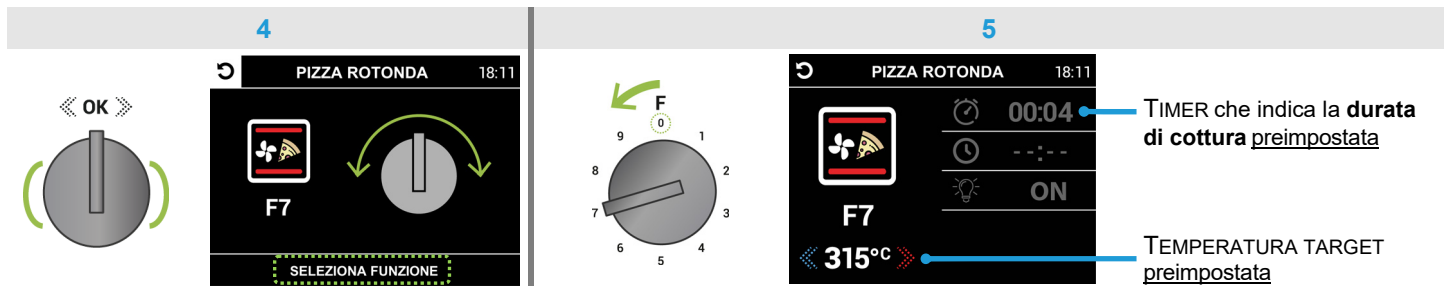 4
5
OK
PIZZA ROTONDA 18:11
F7
SELEZIONA FUNZIONE
F
0
1
2
3
4
5
6
7
8
9
PIZZA ROTONDA 18:11
00:04
--:--
ON
F7
315°C
TIMER che indica la durata
di cottura preimpostata
TEMPERATURA TARGET
preimpostata